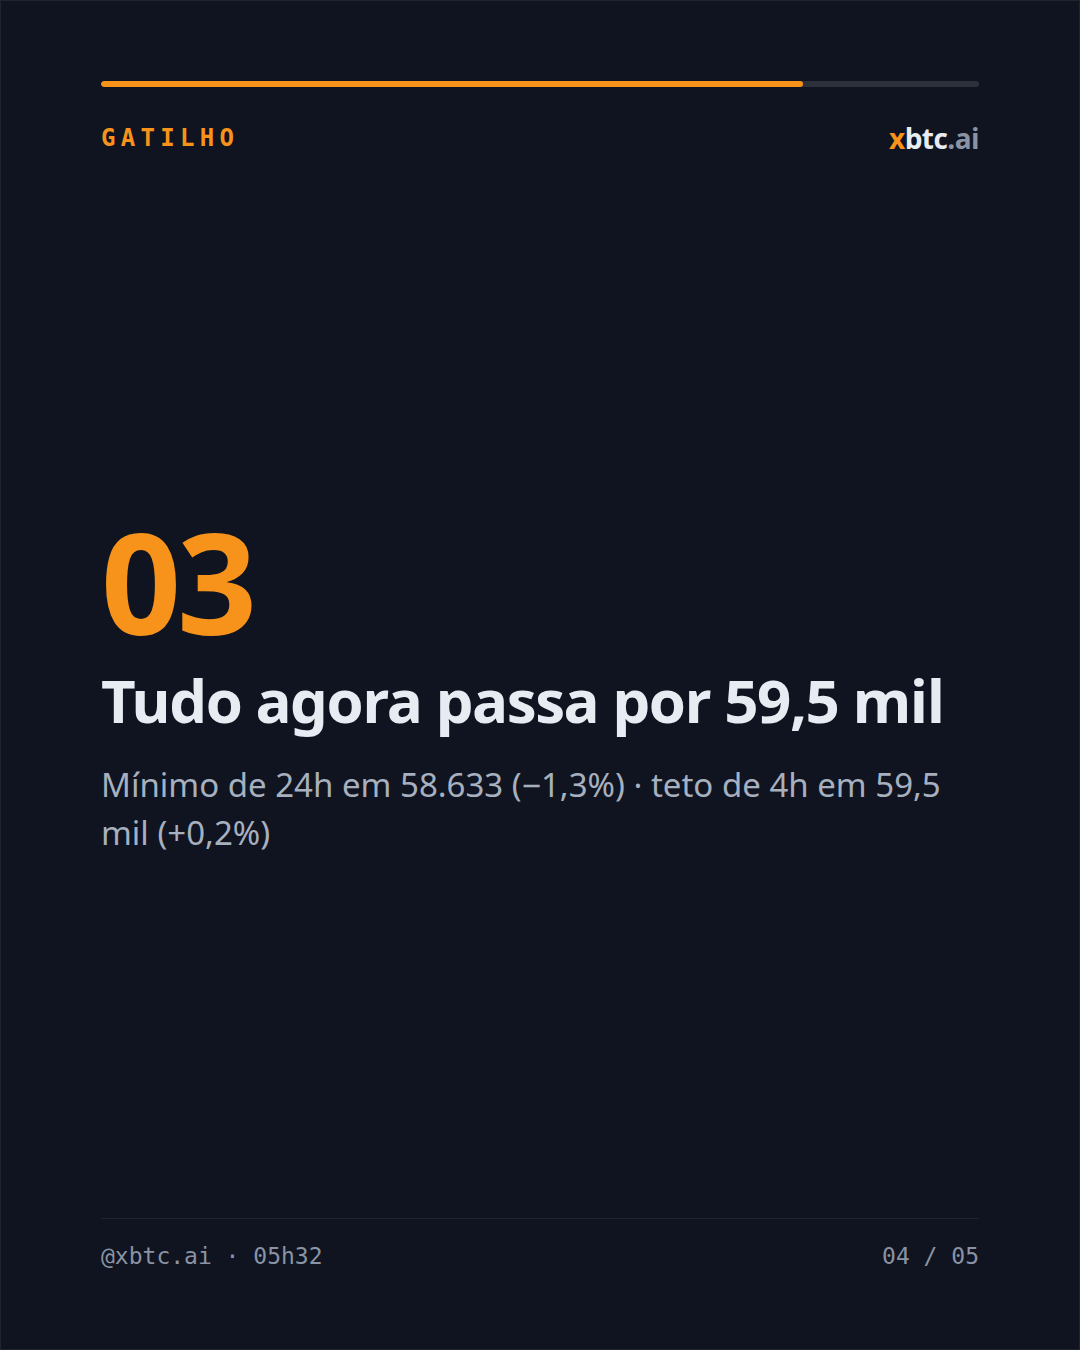 GATILHO
xbtc.ai
03
Tudo agora passa por 59,5 mil
Mínimo de 24h em 58.633 (−1,3%) · teto de 4h em 59,5
mil (+0,2%)
@xbtc.ai · 05h32
04 / 05